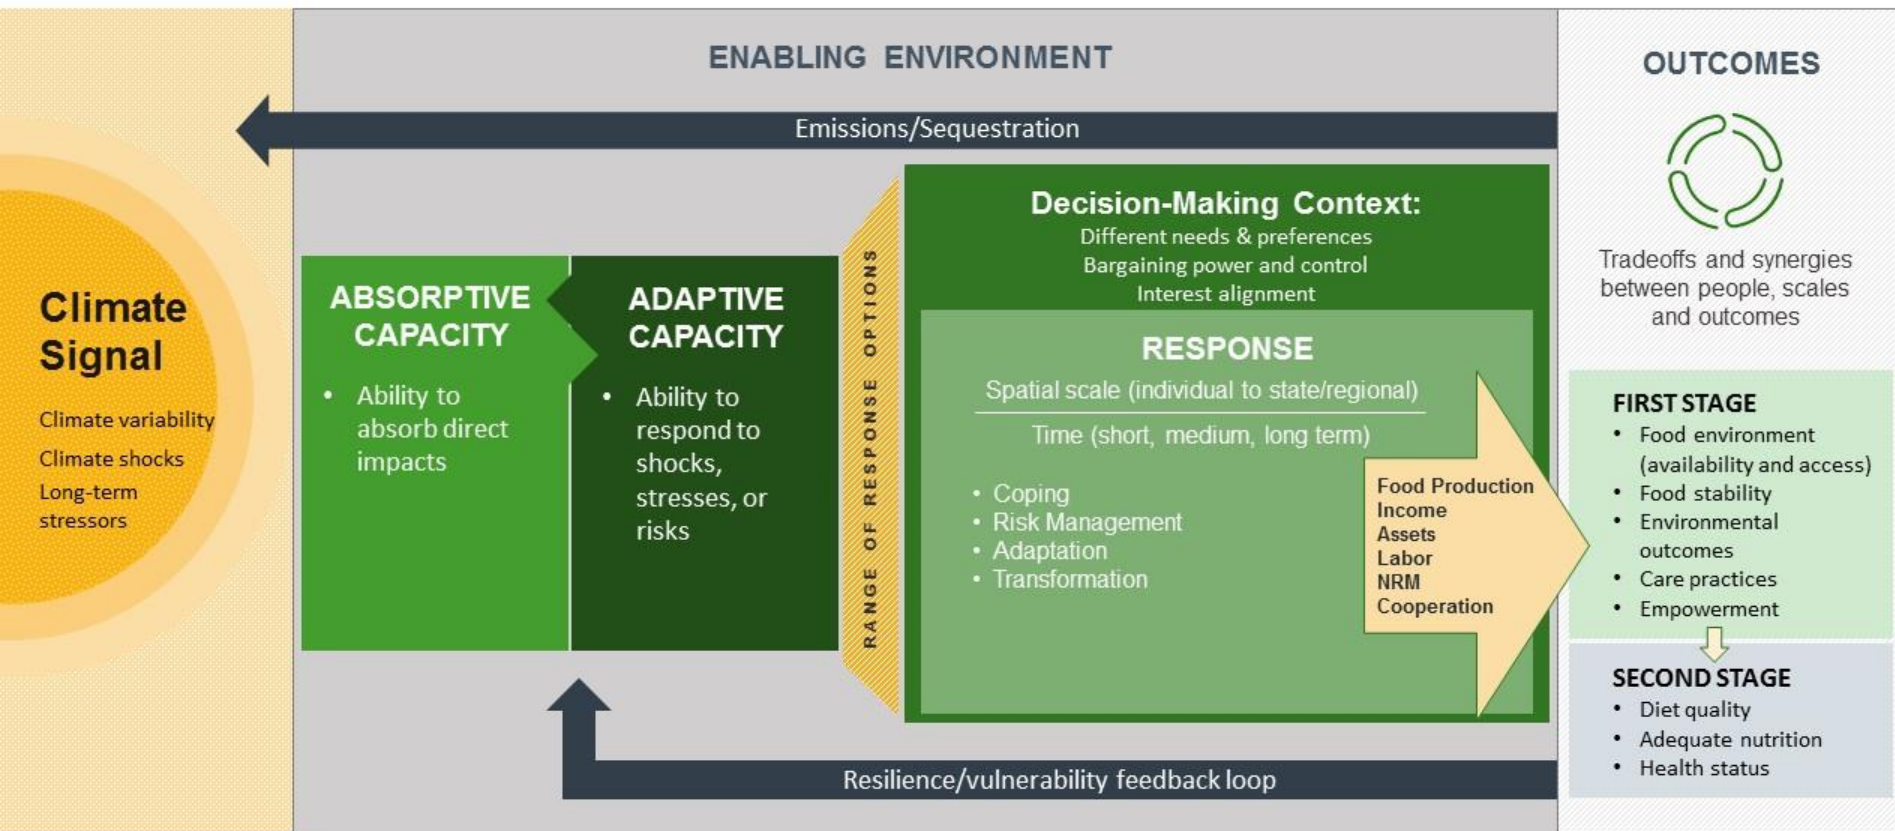 ENABLING ENVIRONMENT
Emissions/Sequestration
Climate
Signal
Climate variability
Climate shocks
Long-term
stressors
ABSORPTIVE
CAPACITY
• Ability to
absorb direct
impacts
ADAPTIVE
CAPACITY
• Ability to
respond to
shocks,
stresses, or
risks
RANGE OF RESPONSE OPTIONS
Decision-Making Context:
Different needs & preferences
Bargaining power and control
Interest alignment
RESPONSE
Spatial scale (individual to state/regional)
Time (short, medium, long term)
• Coping
• Risk Management
• Adaptation
• Transformation
Food Production
Income
Assets
Labor
NRM
Cooperation
Resilience/vulnerability feedback loop
OUTCOMES
Tradeoffs and synergies
between people, scales
and outcomes
FIRST STAGE
• Food environment
(availability and access)
• Food stability
• Environmental
outcomes
• Care practices
• Empowerment
SECOND STAGE
• Diet quality
• Adequate nutrition
• Health status